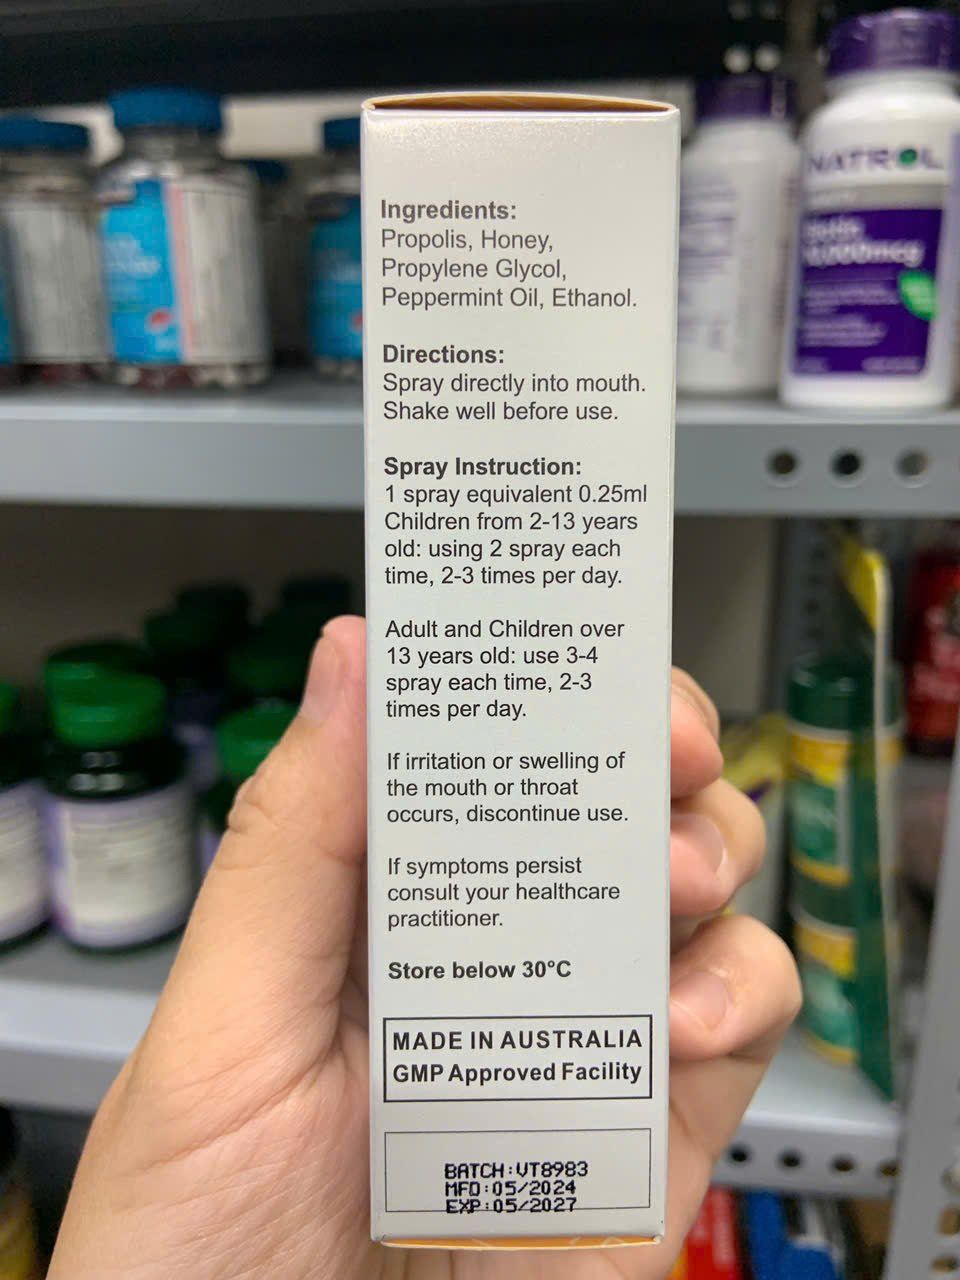 Ingredients:
Propolis, Honey,
Propylene Glycol,
Peppermint Oil, Ethanol.
Directions:
Spray directly into mouth.
Shake well before use.
Spray Instruction:
1 spray equivalent 0.25ml
Children from 2-13 years
old: using 2 spray each
time, 2-3 times per day.
Adult and Children over
13 years old: use 3-4
spray each time, 2-3
times per day.
If irritation or swelling of
the mouth or throat
occurs, discontinue use.
If symptoms persist
consult your healthcare
practitioner.
Store below 30°C
MADE IN AUSTRALIA
GMP Approved Facility
BATCH:VT8983
MFD:05/2024
EXP:05/2027
NATROL